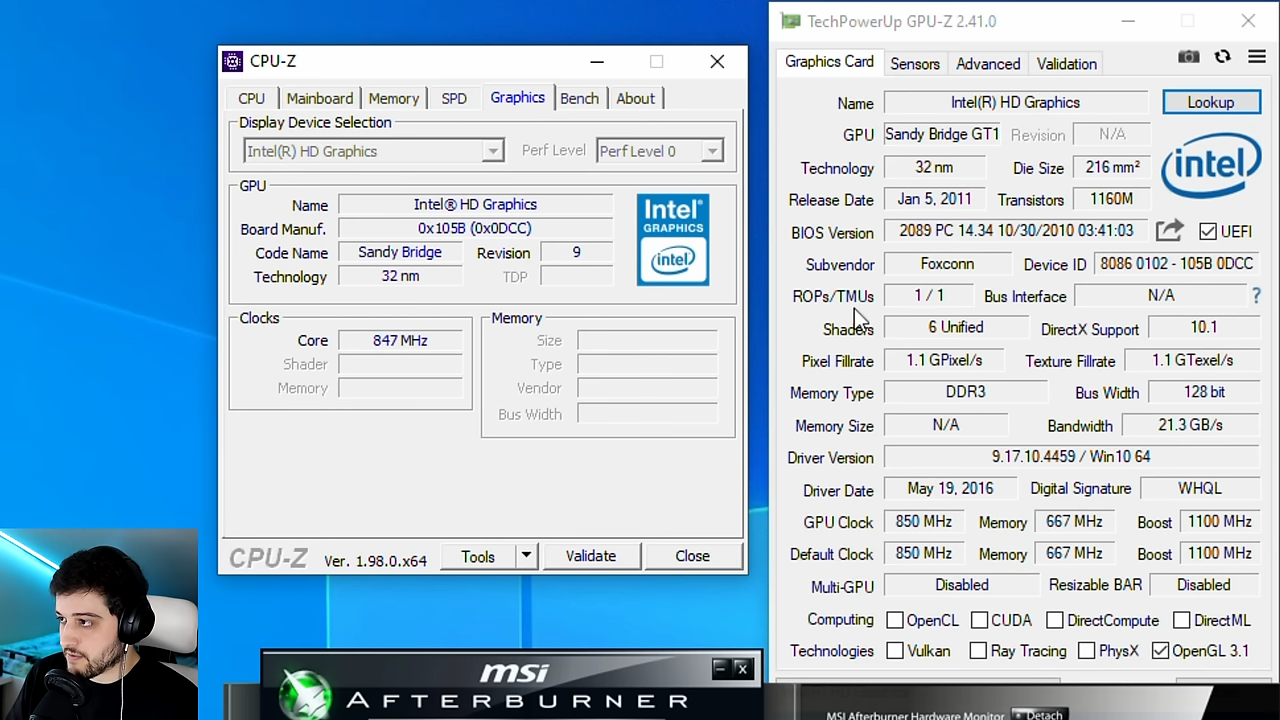 CPU-Z
CPU Mainboard Memory SPD Graphics Bench About
Display Device Selection
Intel(R) HD Graphics Perf Level Perf Level 0
GPU
Name Intel® HD Graphics
Board Manuf. 0x105B (0x0DCC)
Code Name Sandy Bridge Revision 9
Technology 32 nm TDP
intel® GRAPHICS
intel
Clocks
Core 847 MHz
Shader
Memory
Memory
Size
Type
Vendor
Bus Width
CPU-Z Ver. 1.98.0.x64 Tools Validate Close
TechPowerUp GPU-Z 2.41.0
Graphics Card Sensors Advanced Validation
Name Intel(R) HD Graphics Lookup
GPU Sandy Bridge GT1 Revision N/A
Technology 32 nm Die Size 216 mm²
intel
Release Date Jan 5, 2011 Transistors 1160M
BIOS Version 2089 PC 14.34 10/30/2010 03:41:03 UEFI
Subvendor Foxconn Device ID 8086 0102 - 105B 0DCC
ROPs/TMUs 1 / 1 Bus Interface N/A ?
Shaders 6 Unified DirectX Support 10.1
Pixel Fillrate 1.1 GPixel/s Texture Fillrate 1.1 GTexel/s
Memory Type DDR3 Bus Width 128 bit
Memory Size N/A Bandwidth 21.3 GB/s
Driver Version 9.17.10.4459 / Win10 64
Driver Date May 19, 2016 Digital Signature WHQL
GPU Clock 850 MHz Memory 667 MHz Boost 1100 MHz
Default Clock 850 MHz Memory 667 MHz Boost 1100 MHz
Multi-GPU Disabled Resizable BAR Disabled
Computing OpenCL CUDA DirectCompute DirectML
Technologies Vulkan Ray Tracing PhysX OpenGL 3.1
msi
AFTERBURNER
MSI Afterburner Hardware Monitor Detach